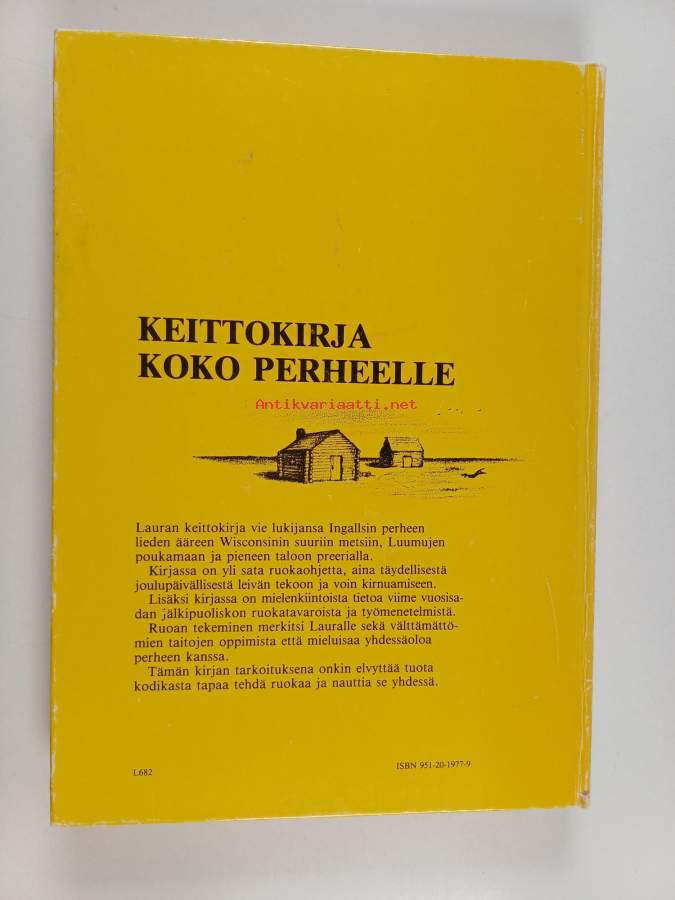 KEITTOKIRJA
KOKO PERHEELLE
Antikvariaatti.net
Lauran keittokirja vie lukijansa Ingallsin perheen
lieden ääreen Wisconsinin suuriin metsiin, Luumujen
poukamaan ja pieneen taloon preerialla.
Kirjassa on yli sata ruokaohjetta, aina täydellisestä
joulupäivällisestä leivän tekoon ja voin kirnuamiseen.
Lisäksi kirjassa on mielenkiintoista tietoa viime vuosisa-
dan jälkipuoliskon ruokatavaroista ja työmenetelmistä.
Ruoan tekeminen merkitsi Lauralle sekä välttämättö-
mien taitojen oppimista että mieluisaa yhdessäoloa
perheen kanssa.
Tämän kirjan tarkoituksena onkin elvyttää tuota
kodikasta tapaa tehdä ruokaa ja nauttia se yhdessä.
L682
ISBN 951-20-1977-9